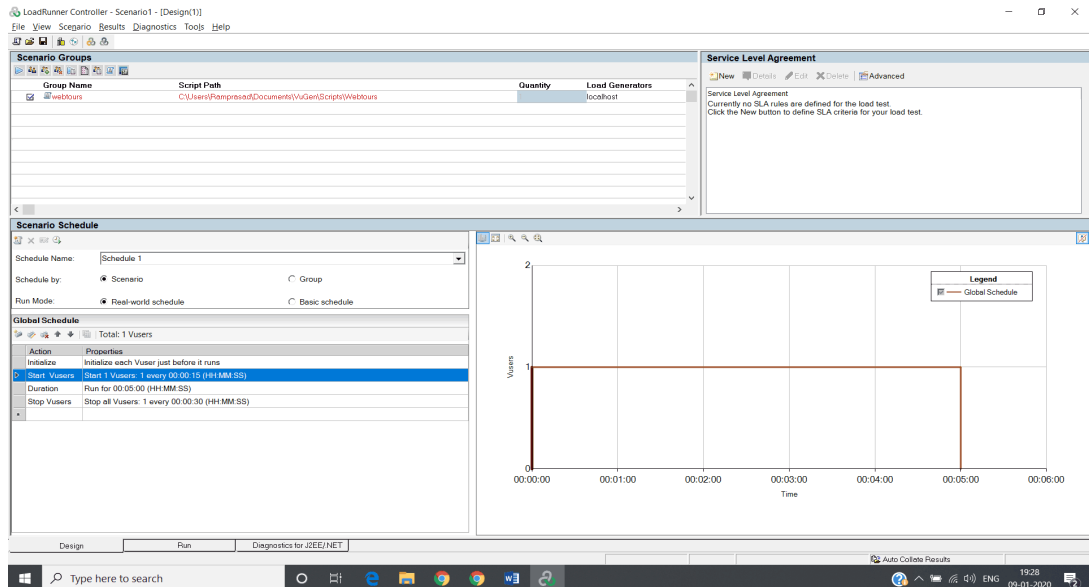 LoadRunner Controller - Scenario1 - [Design(1)]
File View Scenario Results Diagnostics Tools Help
Scenario Groups
Group Name Script Path Quantity Load Generators
webtours C:\Users\Ramprasad\Documents\VuGen\Scripts\Webtours localhost
Service Level Agreement
New Details Edit Delete Advanced
Service Level Agreement
Currently no SLA rules are defined for the load test.
Click the New button to define SLA criteria for your load test.
Scenario Schedule
Schedule Name: Schedule 1
Schedule by: Scenario Group
Run Mode: Real-world schedule Basic schedule
Global Schedule
Total: 1 Vusers
Action Properties
Initialize Initialize each Vuser just before it runs
Start Vusers Start 1 Vusers: 1 every 00:00:15 (HH:MM:SS)
Duration Run for 00:05:00 (HH:MM:SS)
Stop Vusers Stop all Vusers: 1 every 00:00:30 (HH:MM:SS)
Legend
Global Schedule
2
1
0
Vusers
00:00:00 00:01:00 00:02:00 00:03:00 00:04:00 00:05:00 00:06:00
Time
Design Run Diagnostics for J2EE/.NET
Auto Collate Results
Type here to search
ENG
19:28
09-01-2020